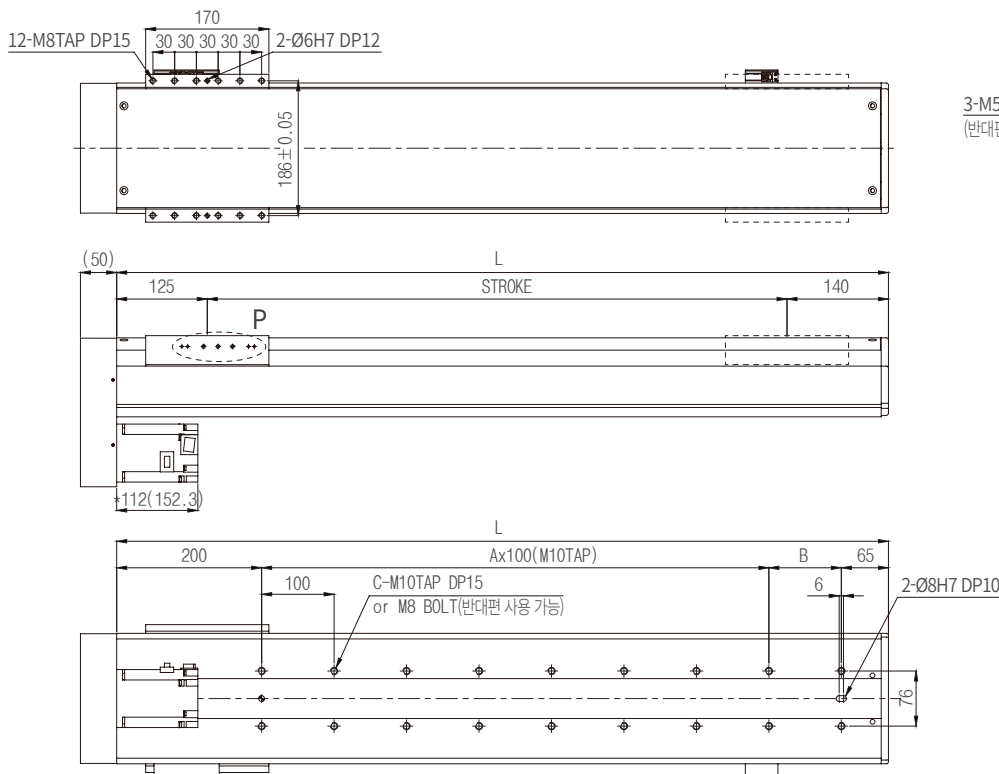 170
12-M8TAP DP15
30 30 30 30 30
2-Ø6H7 DP12
186±0.05
3-M5
(반대편
(50)
L
125
STROKE
140
P
*112(152.3)
L
200
Ax100(M10TAP)
B
65
100
C-M10TAP DP15
or M8 BOLT(반대편 사용 가능)
6
2-Ø8H7 DP10
76